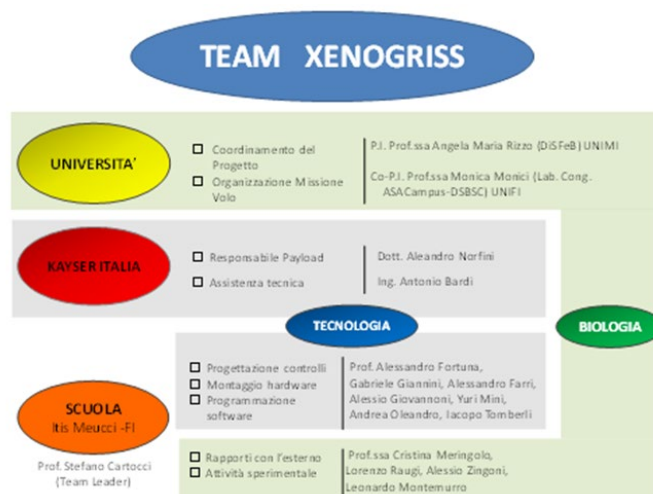 TEAM XENOGRISS
UNIVERSITA'
Coordinamento del
Progetto
Organizzazione Missione
Volo
P.I. Prof.ssa Angela Maria Rizzo (DiSFeB) UNIMI
Co-P.I. Prof.ssa Monica Monici (Lab. Cong.
ASACampus-DSBSC) UNIFI
KAYSER ITALIA
Responsabile Payload
Assistenza tecnica
Dott. Aleandro Norfini
Ing. Antonio Bardi
TECNOLOGIA
BIOLOGIA
SCUOLA
Itis Meucci -FI
Prof. Stefano Cartocci
(Team Leader)
Progettazione controlli
Montaggio hardware
Programmazione
software
Prof. Alessandro Fortuna,
Gabriele Giannini, Alessandro Farri,
Alessio Giovannoni, Yuri Mini,
Andrea Oleandro, Iacopo Tomberli
Rapporti con l'esterno
Attività sperimentale
Prof.ssa Cristina Meringolo,
Lorenzo Raugi, Alessio Zingoni,
Leonardo Montemurro